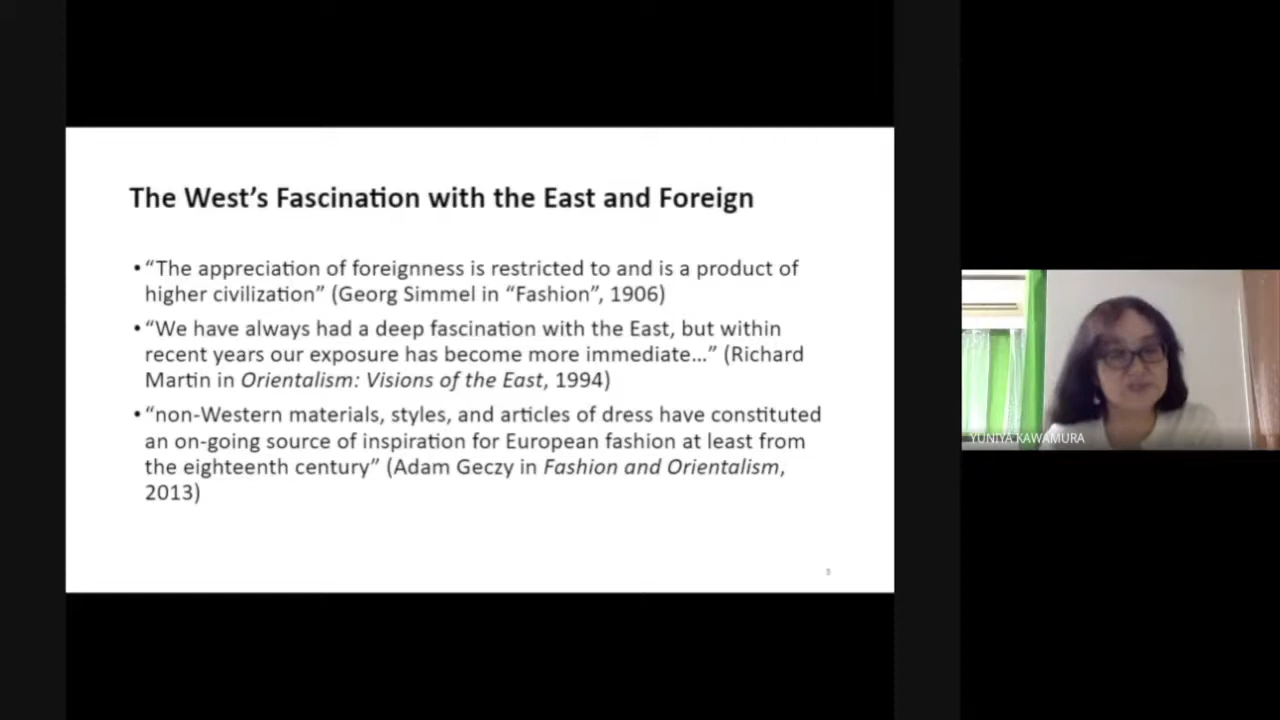 The West’s Fascination with the East and Foreign
• “The appreciation of foreignness is restricted to and is a product of
higher civilization” (Georg Simmel in “Fashion”, 1906)
• “We have always had a deep fascination with the East, but within
recent years our exposure has become more immediate…” (Richard
Martin in Orientalism: Visions of the East, 1994)
• “non-Western materials, styles, and articles of dress have constituted
an on-going source of inspiration for European fashion at least from
the eighteenth century” (Adam Geczy in Fashion and Orientalism,
2013)
3
YUNIYA KAWAMURA